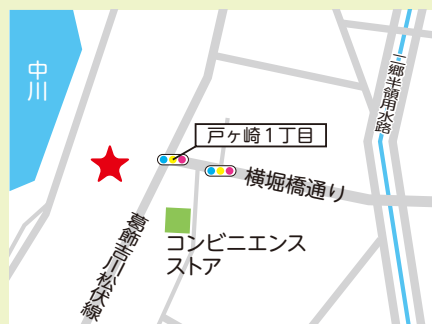 中川
三郷半領用水路
戸ヶ崎1丁目
横堀橋通り
コンビニエンス
ストア
葛飾吉川松伏線